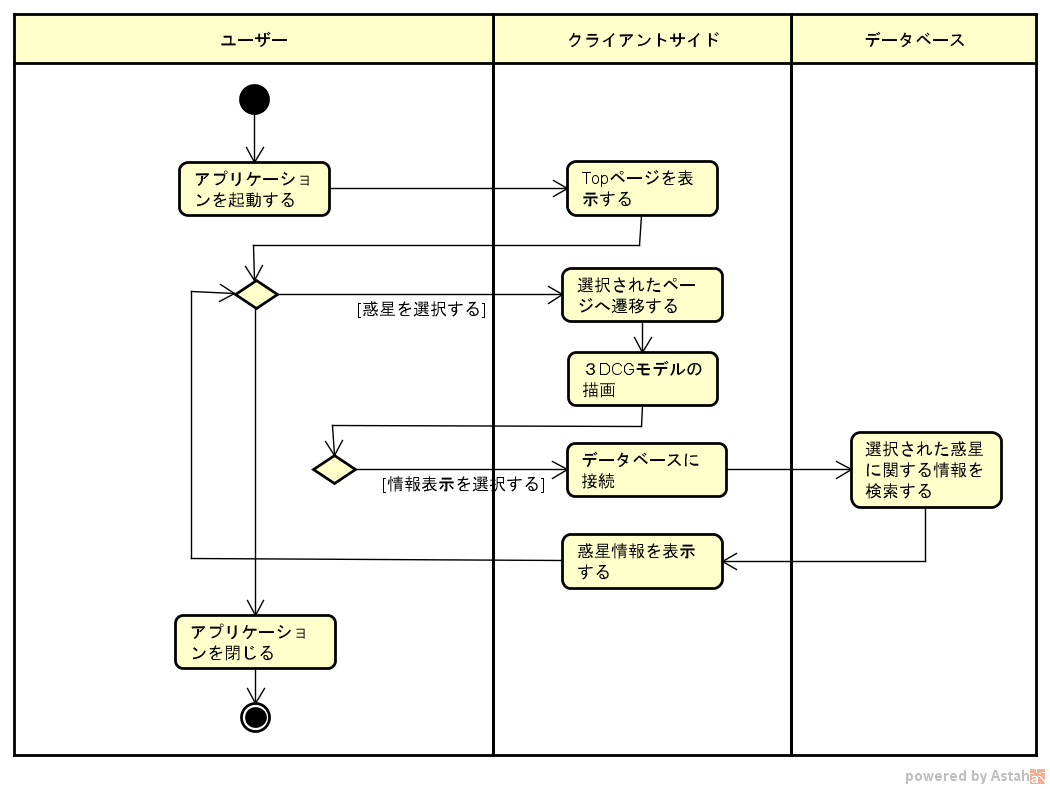 ユーザー
クライアントサイド
データベース
アプリケーショ
ンを起動する
Topページを表
示する
選択されたペー
ジへ遷移する
[惑星を選択する]
３DCGモデルの
描画
データベースに
接続
[情報表示を選択する]
選択された惑星
に関する情報を
検索する
惑星情報を表示
する
アプリケーショ
ンを閉じる
powered by Astah